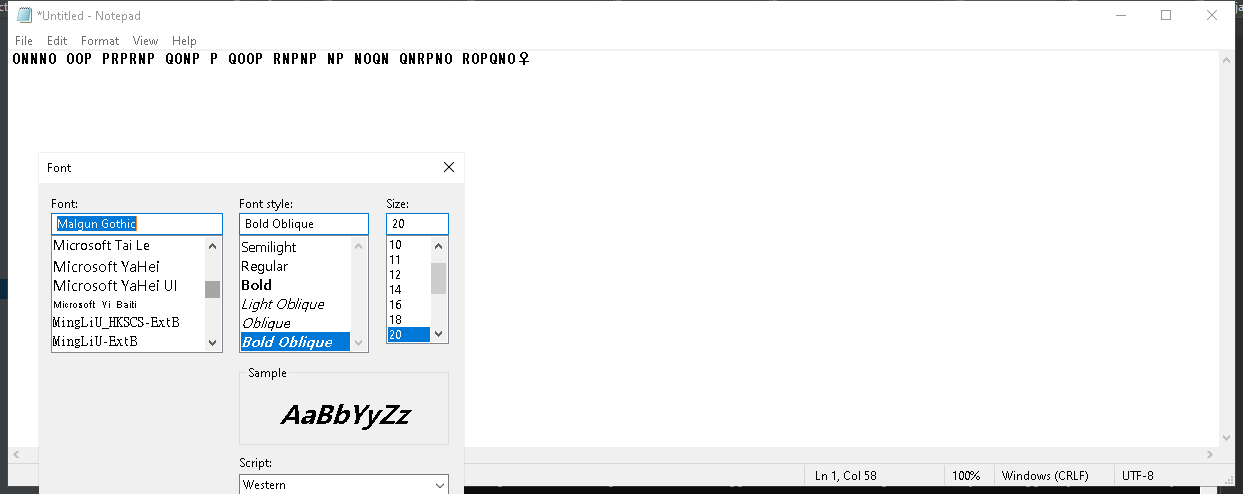 *Untitled - Notepad
File Edit Format View Help
ONNNO OOP PRPRNP QONP P QOOP RNPNP NP NOQN QNRPNO ROPQNO♀
Font
Font: Font style: Size:
Malgun Gothic Bold Oblique 20
Microsoft Tai Le
Microsoft YaHei
Microsoft YaHei UI
Microsoft Yi Baiti
MingLiU_HKSCS-ExtB
MingLiU-ExtB
Semilight
Regular
Bold
Light Oblique
Oblique
Bold Oblique
10
11
12
14
16
18
20
Sample
AaBbYyZz
Script:
Western
Ln 1, Col 58 100% Windows (CRLF) UTF-8